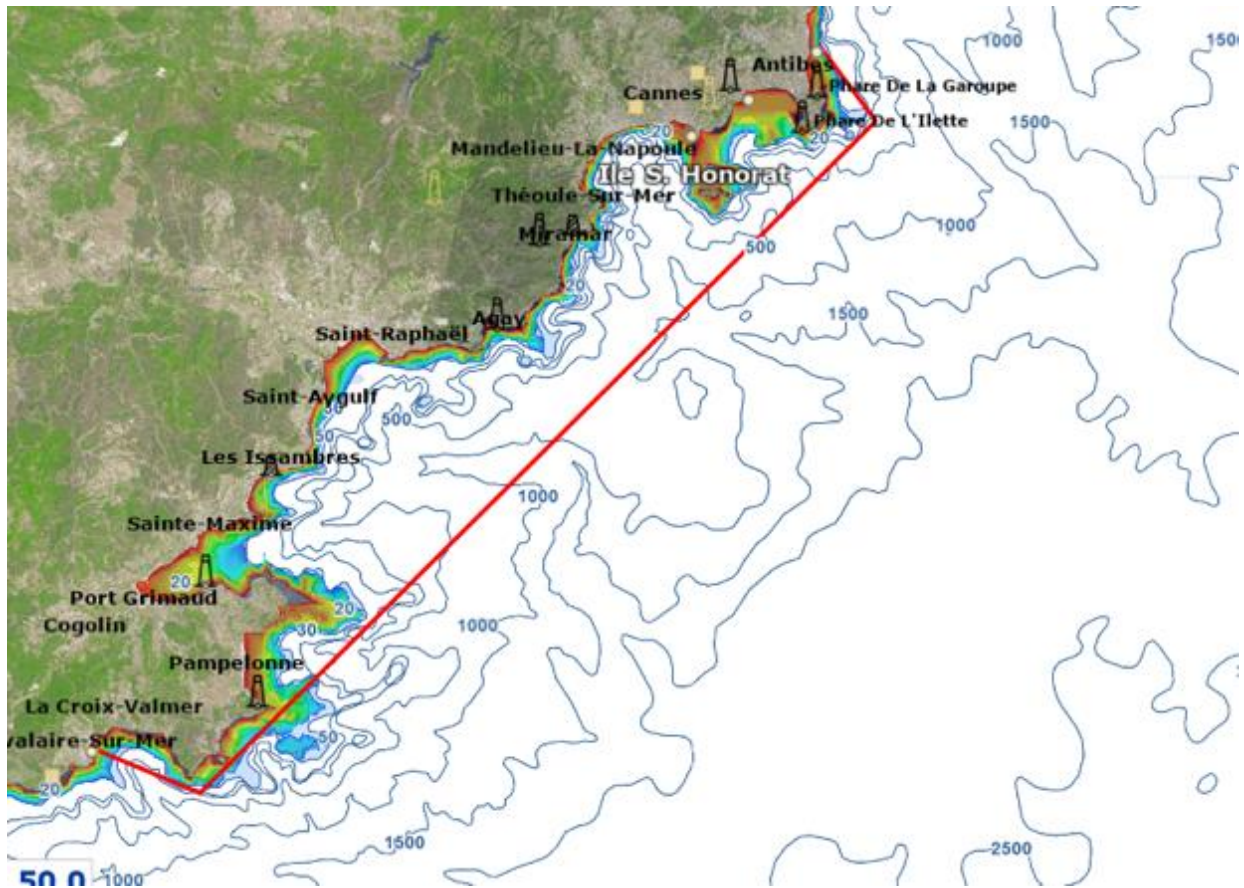 1000
1500
Antibes
Phare De La Garoupe
Cannes
Phare De L'Ilette
1500
20
20
Mandelieu-La-Napoule
Ile S. Honorat
Théoule-Sur-Mer
1000
Miramar
0
500
20
1500
Agay
Saint-Raphaël
Saint-Aygulf
500
50
Les Issambres
1000
Sainte-Maxime
20
Port Grimaud
20
Cogolin
30
1000
Pampelonne
La Croix-Valmer
valaire-Sur-Mer
50
20
1500
2500
50.0
1000